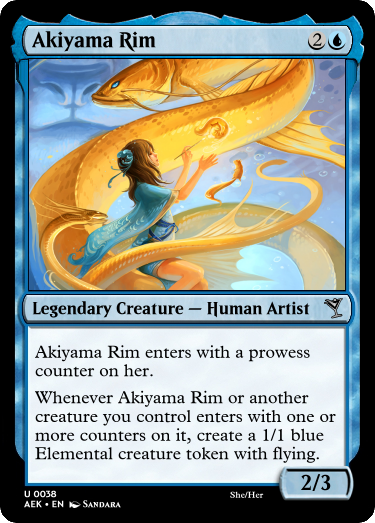 Akiyama Rim 2
Legendary Creature — Human Artist
Akiyama Rim enters with a prowess
counter on her.
Whenever Akiyama Rim or another
creature you control enters with one or
more counters on it, create a 1/1 blue
Elemental creature token with flying.
2/3
U 0038
AEK • EN Sandara
She/Her